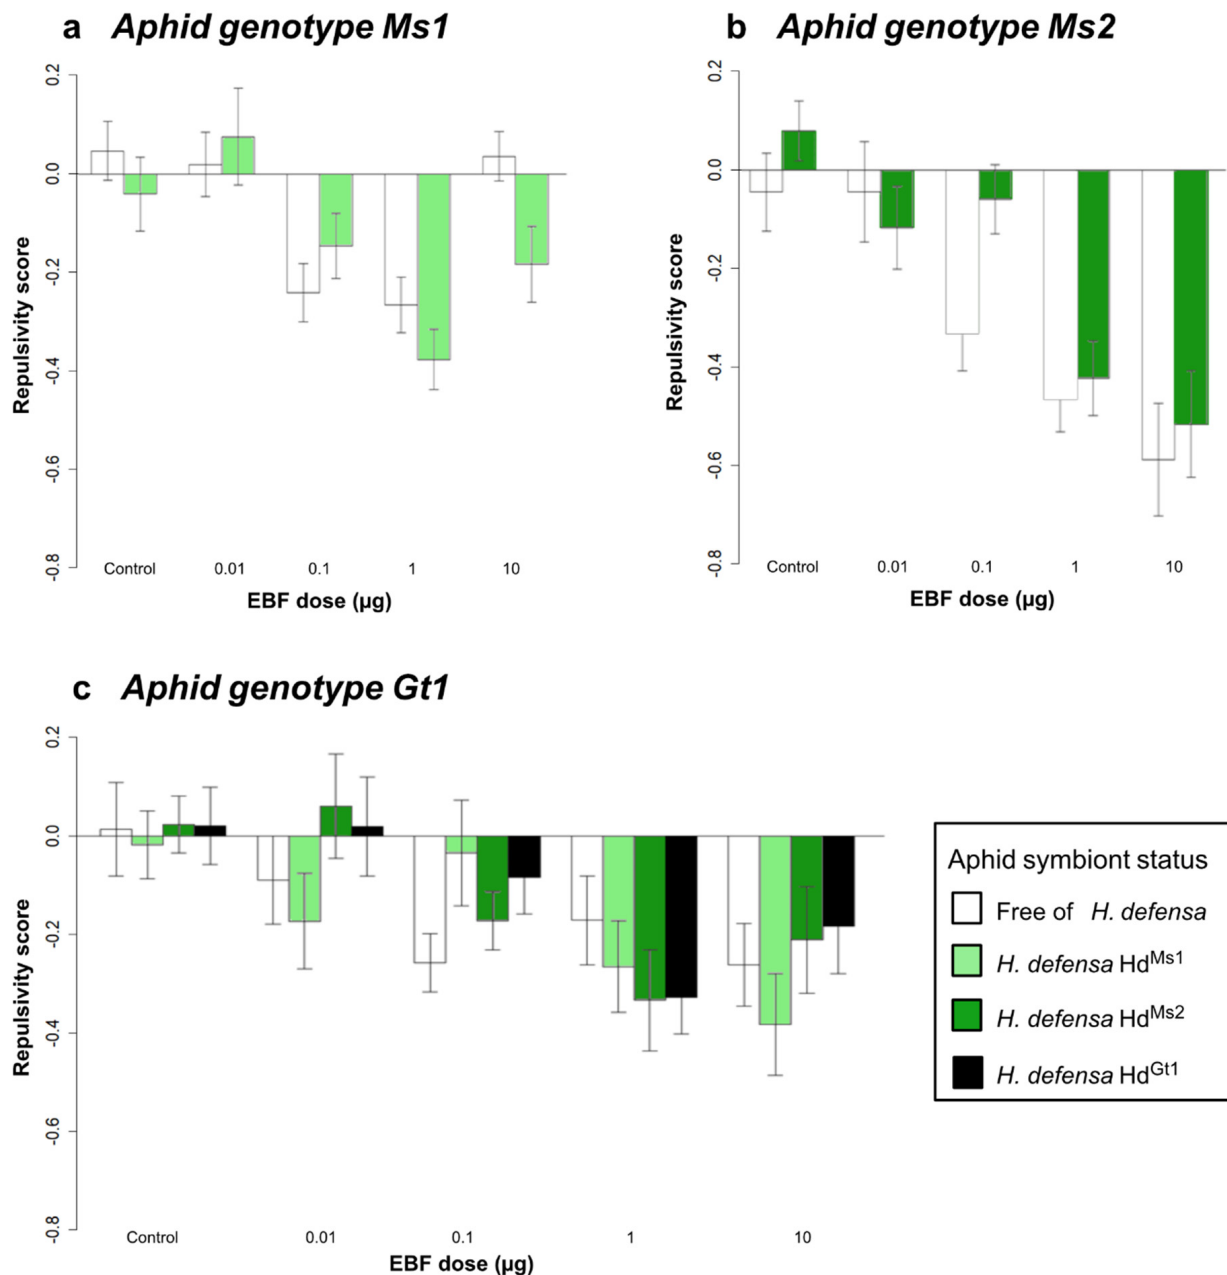 a Aphid genotype Ms1
0.2
0.0
-0.2
-0.4
-0.6
-0.8
Repulsivity score
Control 0.01 0.1 1 10
EBF dose (µg)
b Aphid genotype Ms2
0.2
0.0
-0.2
-0.4
-0.6
-0.8
Repulsivity score
Control 0.01 0.1 1 10
EBF dose (µg)
c Aphid genotype Gt1
0.2
0.0
-0.2
-0.4
-0.6
-0.8
Repulsivity score
Control 0.01 0.1 1 10
EBF dose (µg)
Aphid symbiont status
Free of H. defensa
H. defensa Hd^Ms1
H. defensa Hd^Ms2
H. defensa Hd^Gt1